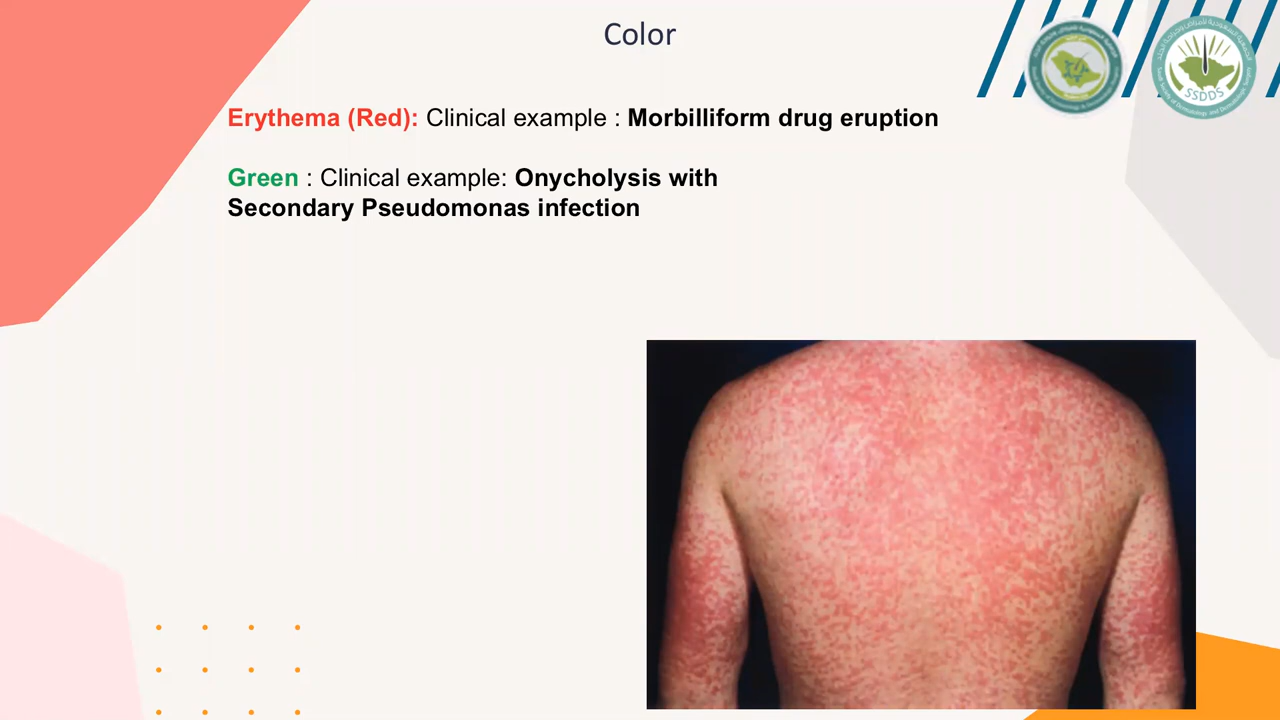 Color
Erythema (Red): Clinical example : Morbilliform drug eruption
Green : Clinical example: Onycholysis with
Secondary Pseudomonas infection
SSDDS